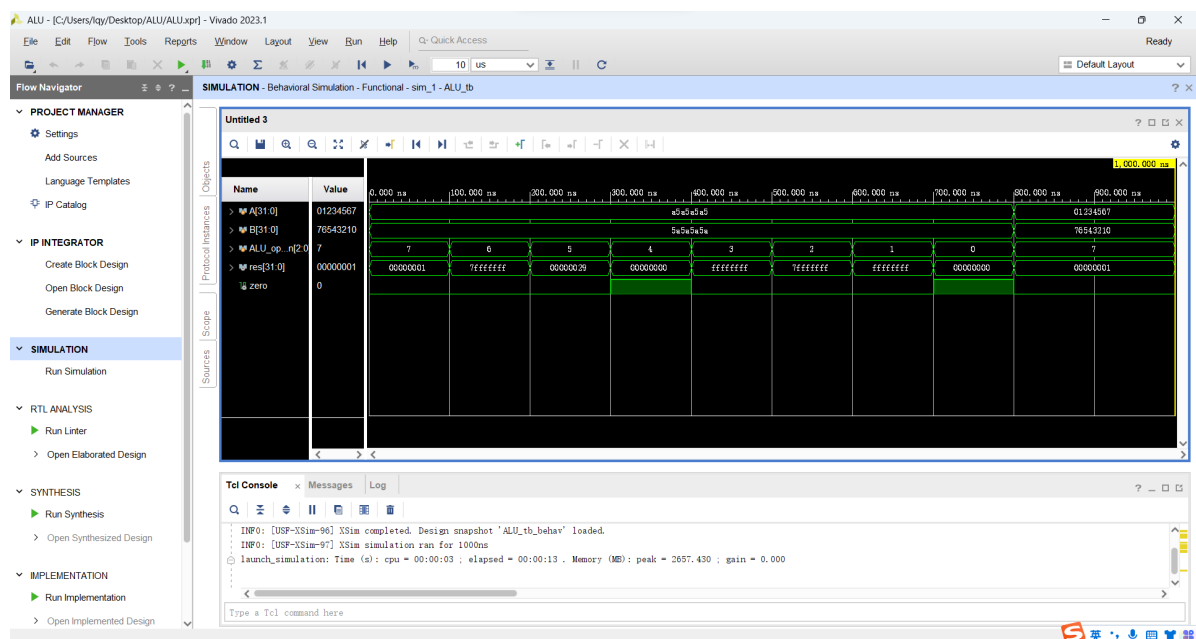 ALU - [C:/Users/lqy/Desktop/ALU/ALU.xpr] - Vivado 2023.1
File Edit Flow Tools Reports Window Layout View Run Help Q- Quick Access Ready
10 us Default Layout
Flow Navigator ?
SIMULATION - Behavioral Simulation - Functional - sim_1 - ALU_tb ?
PROJECT MANAGER
Settings
Add Sources
Language Templates
IP Catalog
IP INTEGRATOR
Create Block Design
Open Block Design
Generate Block Design
SIMULATION
Run Simulation
RTL ANALYSIS
Run Linter
Open Elaborated Design
SYNTHESIS
Run Synthesis
Open Synthesized Design
IMPLEMENTATION
Run Implementation
Open Implemented Design
Objects
Protocol Instances
Scope
Sources
Untitled 3 ?
1,000.000 ns
Name Value 0.000 ns 100.000 ns 200.000 ns 300.000 ns 400.000 ns 500.000 ns 600.000 ns 700.000 ns 800.000 ns 900.000 ns
A[31:0] 01234567 a5a5a5a5 01234567
B[31:0] 76543210 5a5a5a5a 76543210
ALU_op...n[2:0 7 7 6 5 4 3 2 1 0 7
res[31:0] 00000001 00000001 7fffffff 00000029 00000000 ffffffff 7fffffff ffffffff 00000000 00000001
zero 0
Tcl Console Messages Log ?
INFO: [USF-XSim-96] XSim completed. Design snapshot 'ALU_tb_behav' loaded.
INFO: [USF-XSim-97] XSim simulation ran for 1000ns
launch_simulation: Time (s): cpu = 00:00:03 ; elapsed = 00:00:13 . Memory (MB): peak = 2657.430 ; gain = 0.000
Type a Tcl command here
英